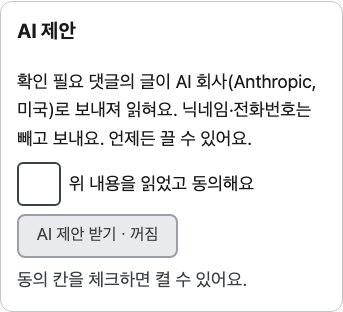 AI 제안
확인 필요 댓글의 글이 AI 회사(Anthropic,
미국)로 보내져 읽혀요. 닉네임·전화번호는
빼고 보내요. 언제든 끌 수 있어요.
위 내용을 읽었고 동의해요
AI 제안 받기 · 꺼짐
동의 칸을 체크하면 켤 수 있어요.